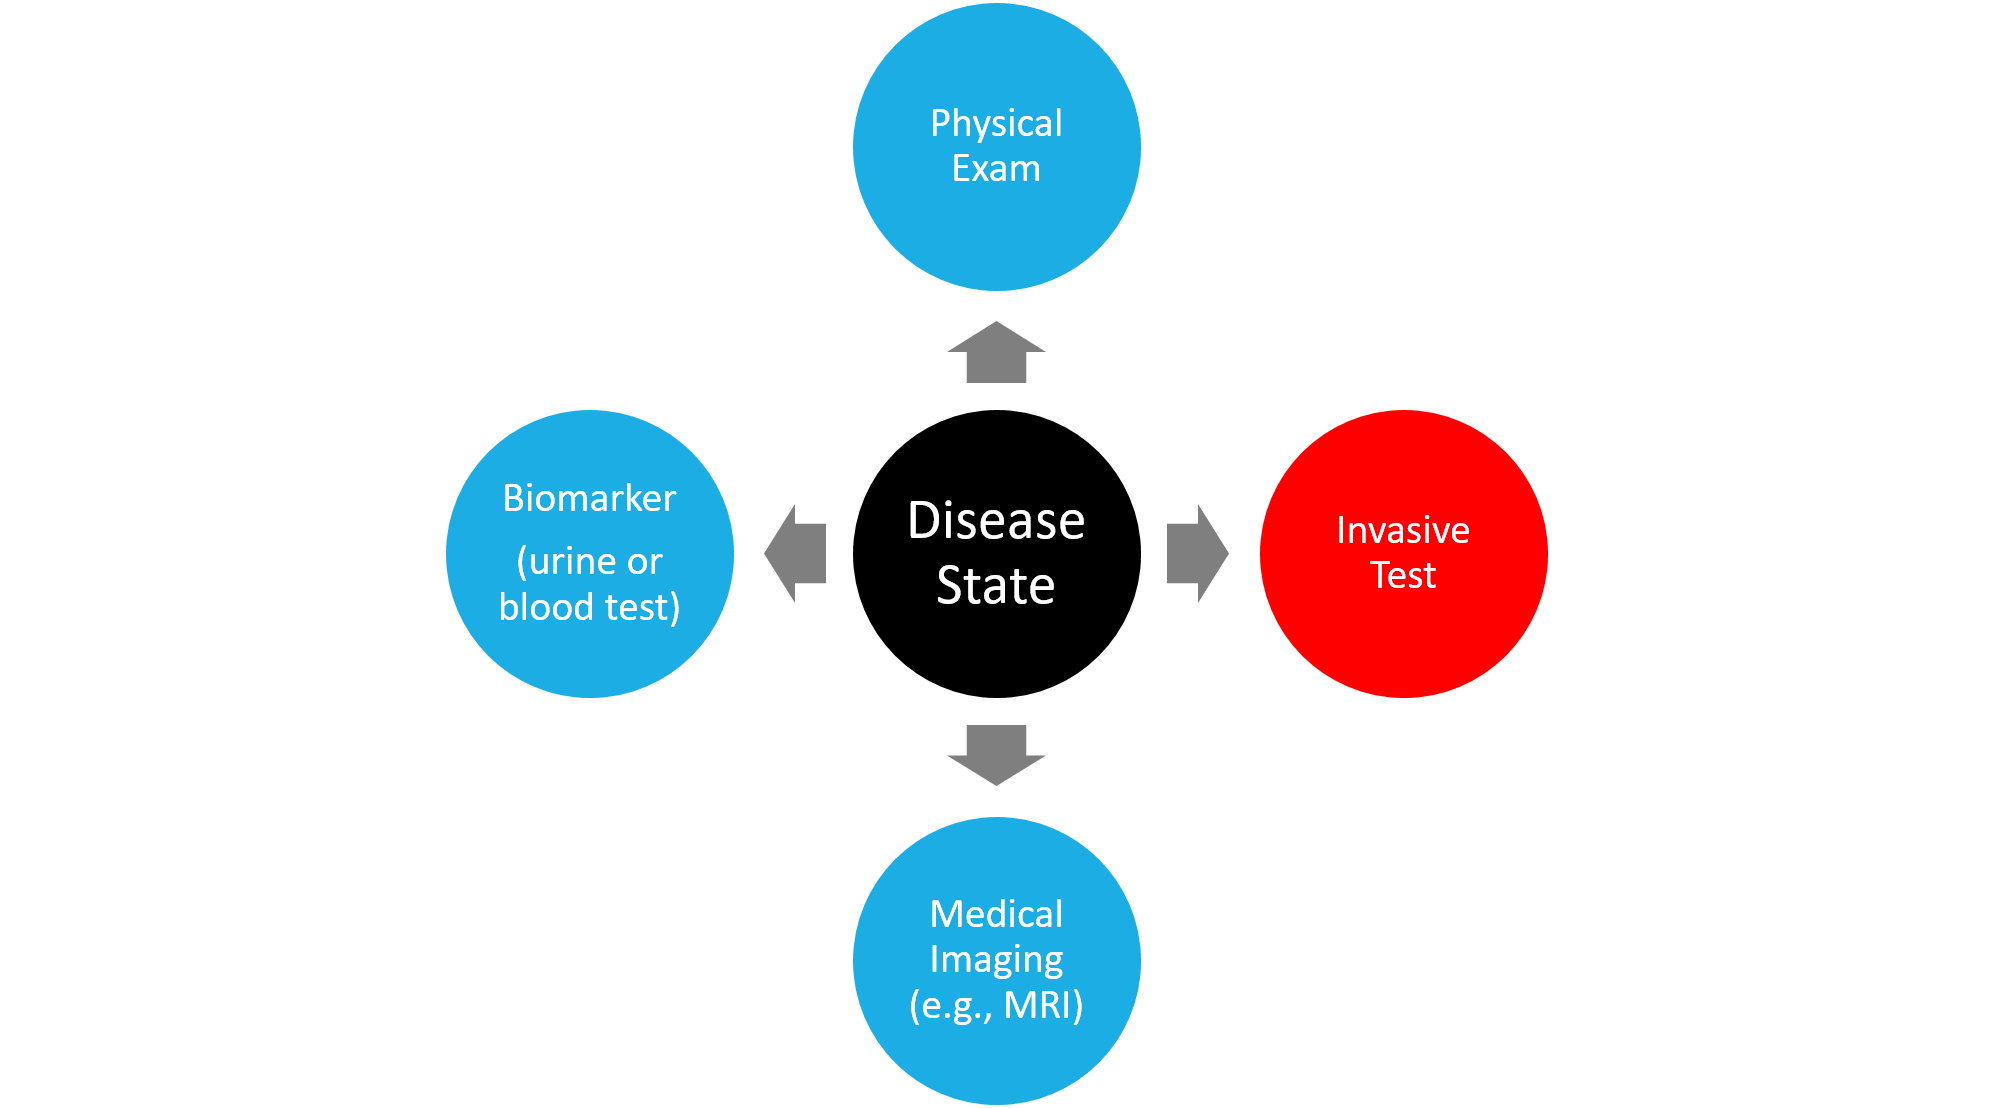 Physical
Exam
Biomarker
(urine or
blood test)
Disease
State
Invasive
Test
Medical
Imaging
(e.g., MRI)